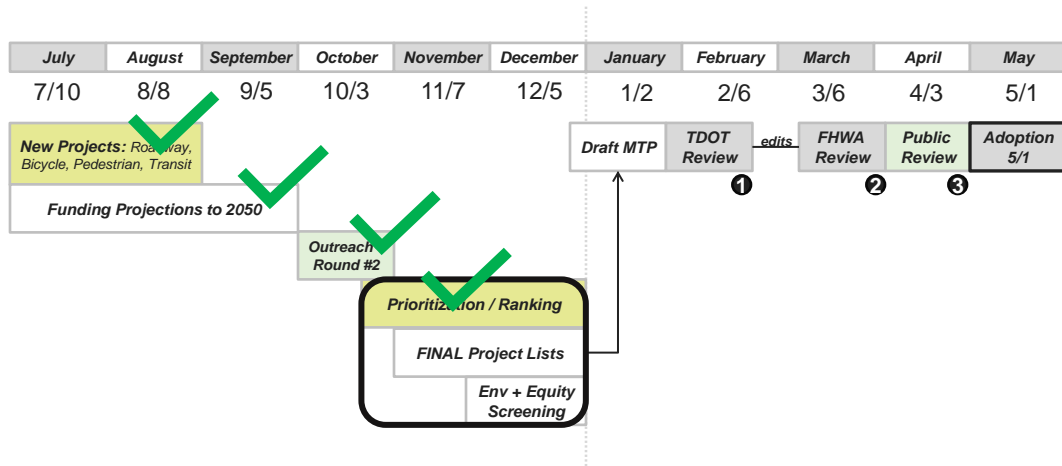 July August September October November December January February March April May
7/10 8/8 9/5 10/3 11/7 12/5 1/2 2/6 3/6 4/3 5/1
New Projects: Roadway,
Bicycle, Pedestrian, Transit
Funding Projections to 2050
Outreach
Round #2
Prioritization / Ranking
FINAL Project Lists
Env + Equity
Screening
Draft MTP
TDOT
Review
1
edits
FHWA
Review
2
Public
Review
3
Adoption
5/1